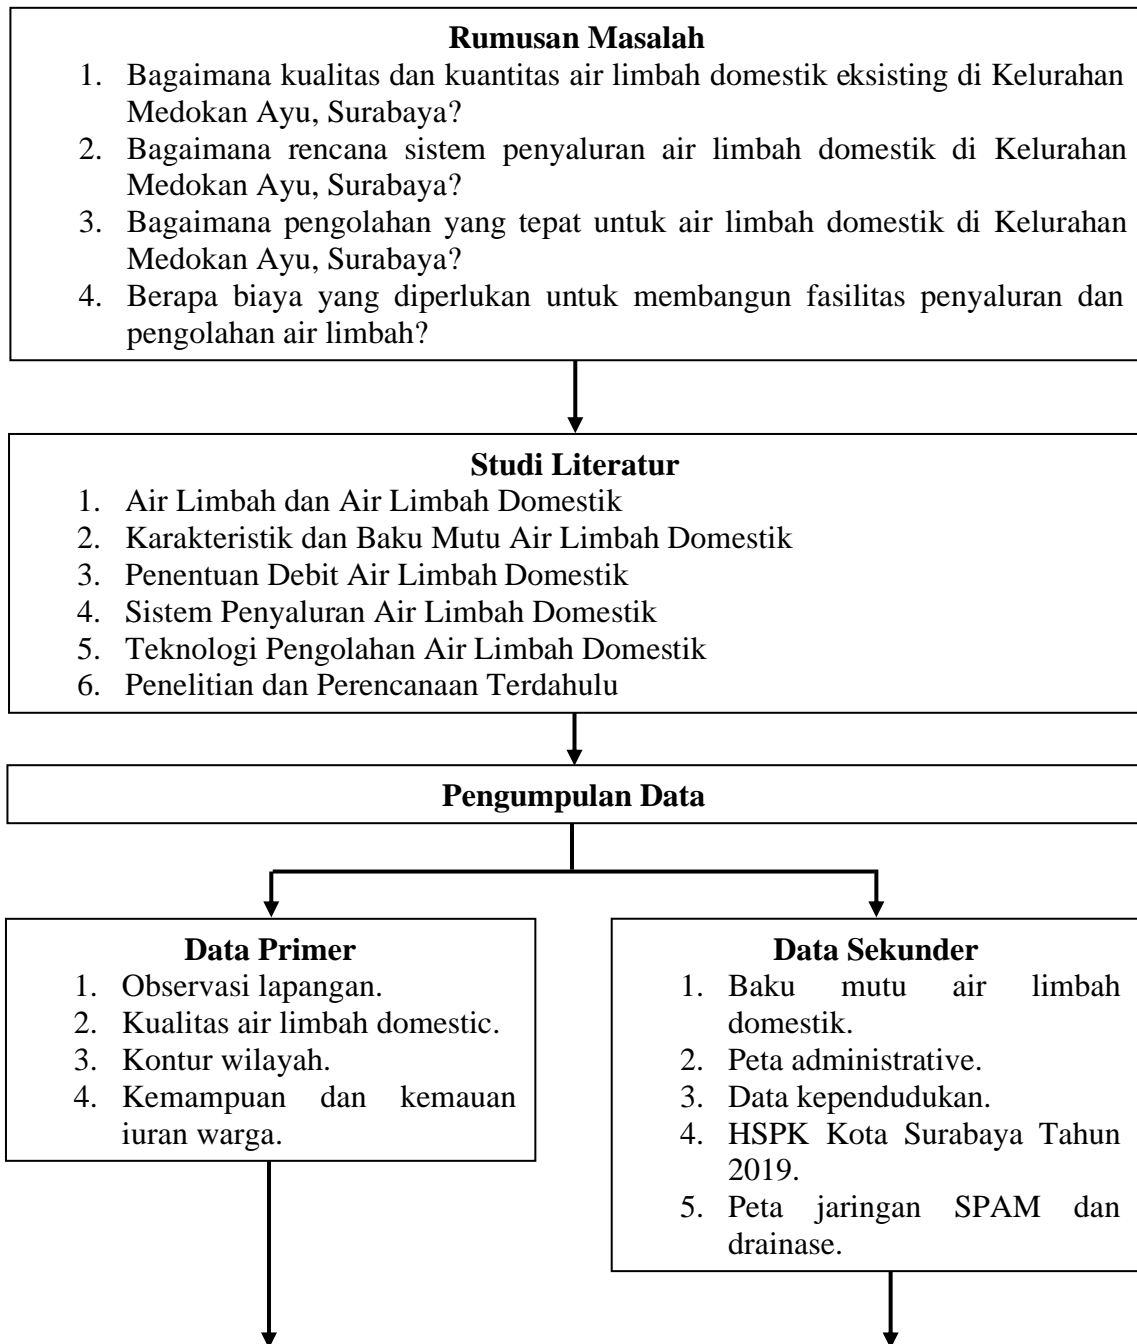 Rumusan Masalah
1. Bagaimana kualitas dan kuantitas air limbah domestik eksisting di Kelurahan
Medokan Ayu, Surabaya?
2. Bagaimana rencana sistem penyaluran air limbah domestik di Kelurahan
Medokan Ayu, Surabaya?
3. Bagaimana pengolahan yang tepat untuk air limbah domestik di Kelurahan
Medokan Ayu, Surabaya?
4. Berapa biaya yang diperlukan untuk membangun fasilitas penyaluran dan
pengolahan air limbah?
Studi Literatur
1. Air Limbah dan Air Limbah Domestik
2. Karakteristik dan Baku Mutu Air Limbah Domestik
3. Penentuan Debit Air Limbah Domestik
4. Sistem Penyaluran Air Limbah Domestik
5. Teknologi Pengolahan Air Limbah Domestik
6. Penelitian dan Perencanaan Terdahulu
Pengumpulan Data
Data Primer
1. Observasi lapangan.
2. Kualitas air limbah domestic.
3. Kontur wilayah.
4. Kemampuan dan kemauan
iuran warga.
Data Sekunder
1. Baku mutu air limbah
domestik.
2. Peta administrative.
3. Data kependudukan.
4. HSPK Kota Surabaya Tahun
2019.
5. Peta jaringan SPAM dan
drainase.